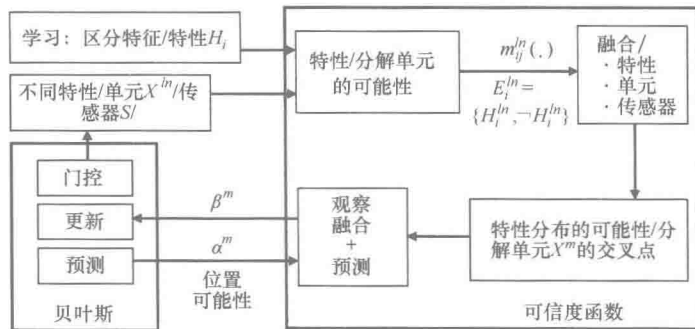 学习：区分特征/特性H_i
不同特性/单元X^{ln}/传
感器S/
门控
更新
预测
贝叶斯
特性/分解单元
的可能性
m_{ij}^{ln}(.)
E_i^{ln}=
{H_i^{ln},¬H_i^{ln}}
融合/
·特性
·单元
·传感器
β^m
α^m
位置
可能性
观察
融合
+
预测
特性分布的可能性/分
解单元X^m的交叉点
可信度函数